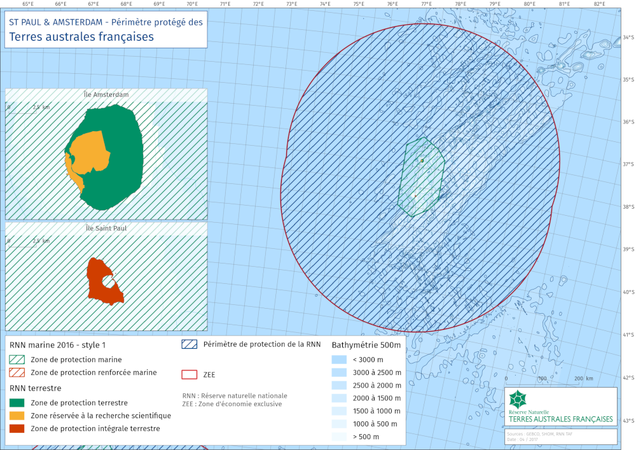 65°E 66°E 67°E 68°E 69°E 70°E 71°E 72°E 73°E 74°E 75°E 76°E 77°E 78°E 79°E 80°E 81°E 82°E
ST PAUL & AMSTERDAM - Périmètre protégé des
Terres australes françaises
34°S
35°S
36°S
37°S
38°S
39°S
40°S
41°S
42°S
43°S
Île Amsterdam
0 2,5 km
Île Saint Paul
0 2,5 km
RNN marine 2016 - style 1
Zone de protection marine
Zone de protection renforcée marine
RNN terrestre
Zone de protection terrestre
Zone réservée à la recherche scientifique
Zone de protection intégrale terrestre
Périmètre de protection de la RNN
ZEE
RNN : Réserve naturelle nationale
ZEE : Zone d'économie exclusive
Bathymétrie 500m
< 3000 m
3000 à 2500 m
2500 à 2000 m
2000 à 1500 m
1500 à 1000 m
1000 à 500 m
> 500 m
0 100 200 km
Réserve Naturelle
TERRES AUSTRALES FRANÇAISES